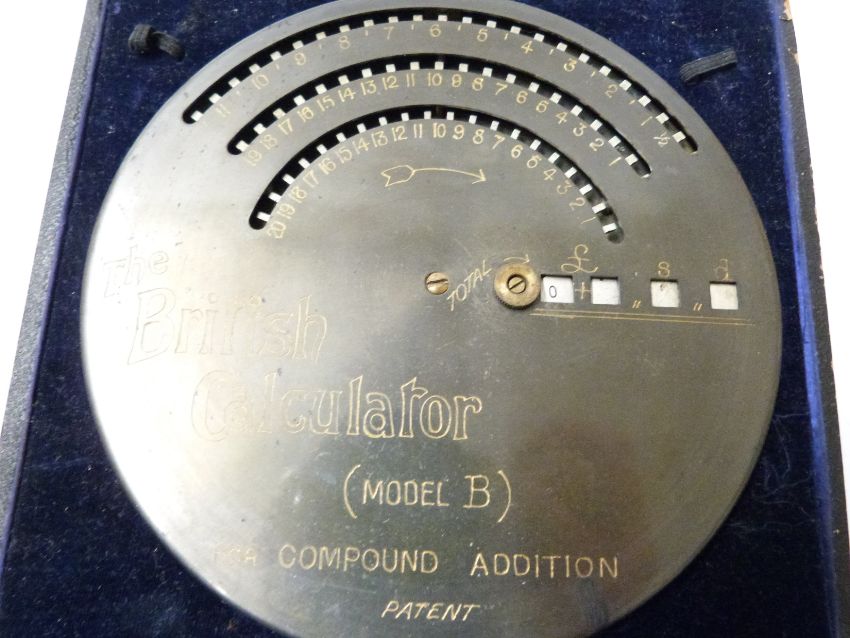 11 10 9 8 7 6 5 4 3 2 1 ½
19 18 17 16 15 14 13 12 11 10 9 8 7 6 5 4 3 2 1
20 19 18 17 16 15 14 13 12 11 10 9 8 7 6 5 4 3 2 1
£ s d
TOTAL 0 + " "
The
British
Calculator
(MODEL B)
FOR COMPOUND ADDITION
PATENT